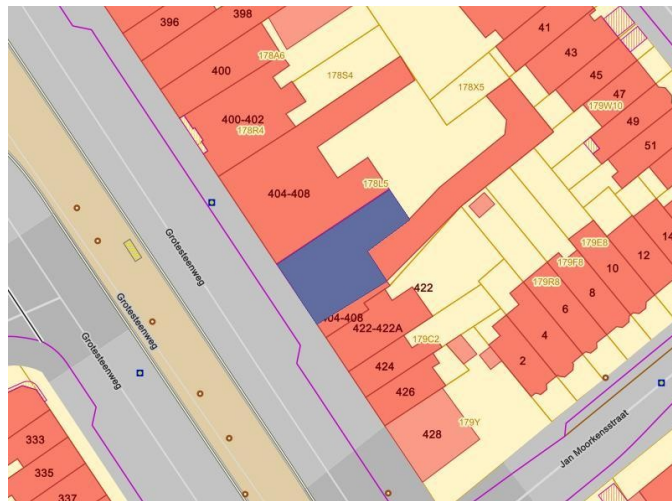 396
398
178A6
400
178S4
400-402
178R4
404-408
178L5
178X5
41
43
45
47
179W10
49
51
Grotesteenweg
Grotesteenweg
Grotesteenweg
422
04-408
422-422A
424
179C2
426
428
179Y
179R8
179F8
179E8
2
4
6
8
10
12
14
Jan Moorkensstraat
333
335
337